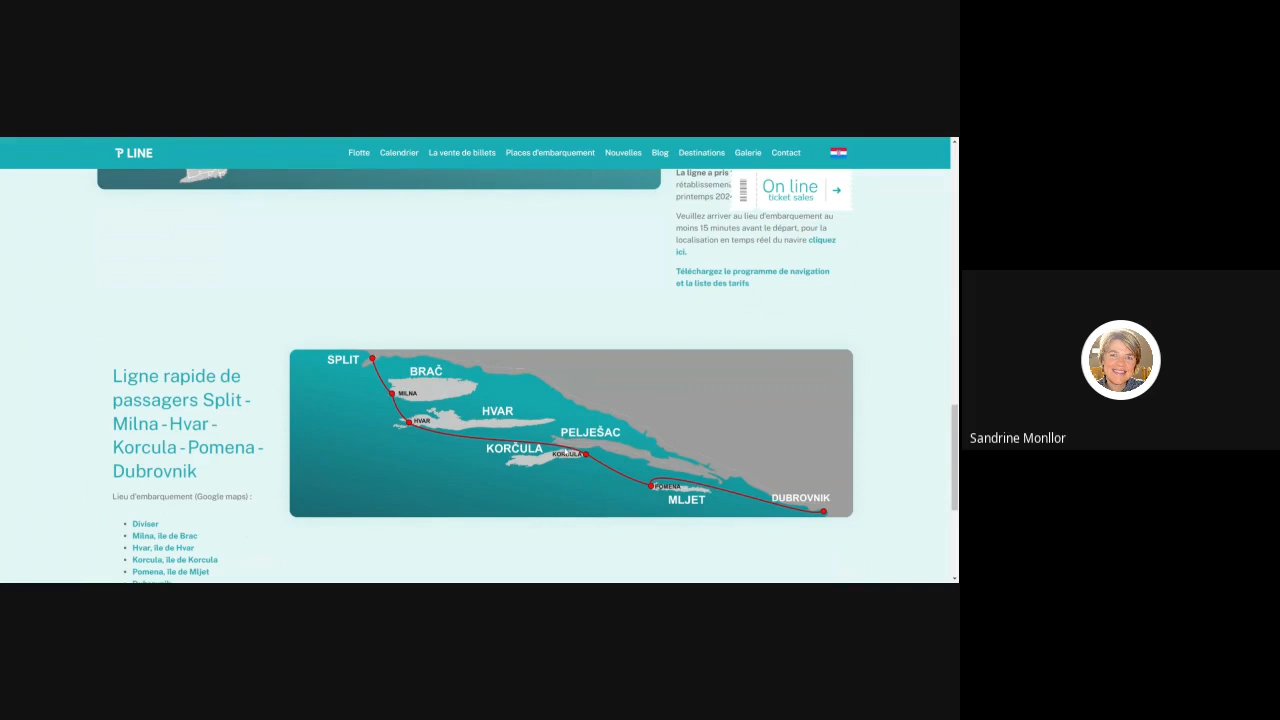 TP LINE
Flotte Calendrier La vente de billets Places d'embarquement Nouvelles Blog Destinations Galerie Contact
La ligne a pris
rétablissemen
printemps 202
On line
ticket sales
Veuillez arriver au lieu d'embarquement au
moins 15 minutes avant le départ, pour la
localisation en temps réel du navire cliquez
ici.
Téléchargez le programme de navigation
et la liste des tarifs
Ligne rapide de
passagers Split -
Milna - Hvar -
Korcula - Pomena -
Dubrovnik
Lieu d'embarquement (Google maps) :
• Diviser
• Milna, île de Brac
• Hvar, île de Hvar
• Korcula, île de Korcula
• Pomena, île de Mljet
• Dubrovnik
SPLIT
BRAČ
MILNA
HVAR
HVAR
PELJEŠAC
KORČULA
KORČULA
POMENA
MLJET
DUBROVNIK
Sandrine Monllor